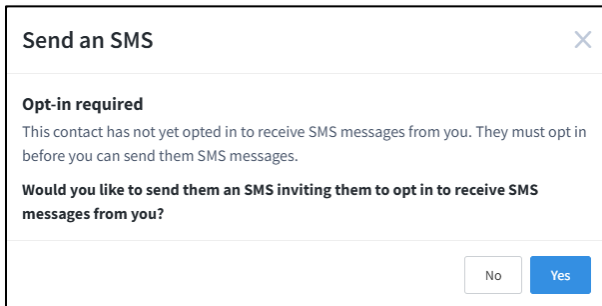 Send an SMS
Opt-in required
This contact has not yet opted in to receive SMS messages from you. They must opt in
before you can send them SMS messages.
Would you like to send them an SMS inviting them to opt in to receive SMS
messages from you?
No Yes